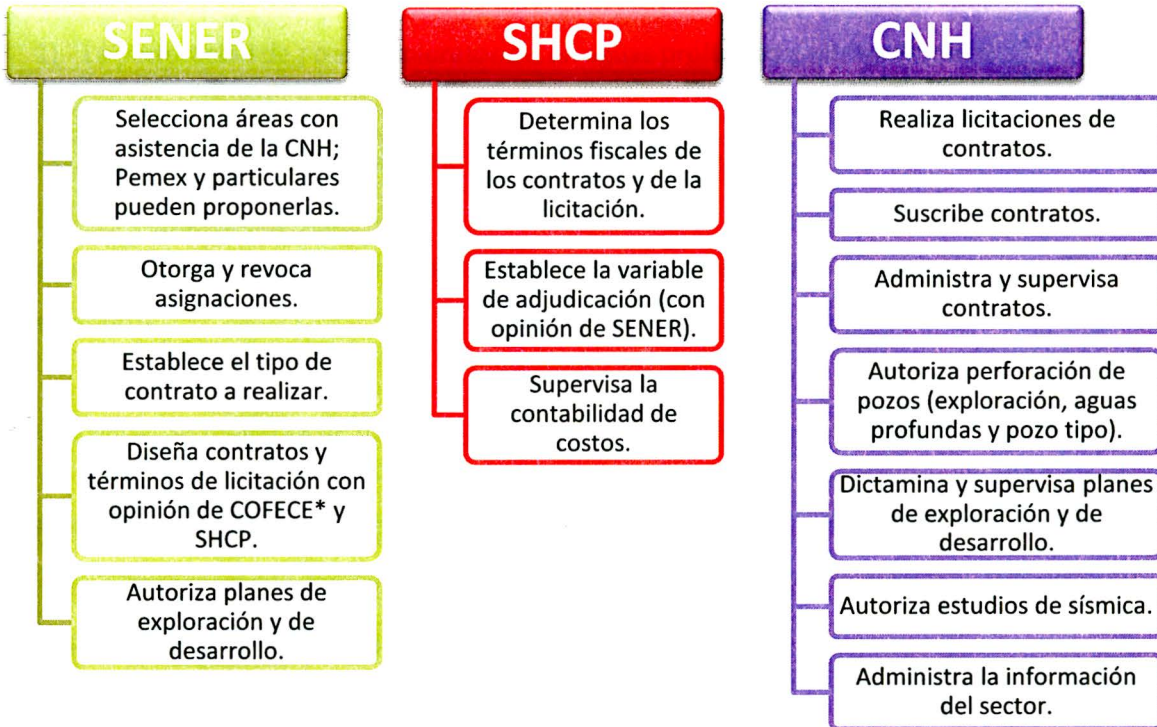 SENER
Selecciona áreas con
asistencia de la CNH;
Pemex y particulares
pueden proponerlas.
Otorga y revoca
asignaciones.
Establece el tipo de
contrato a realizar.
Diseña contratos y
términos de licitación con
opinión de COFECE* y
SHCP.
Autoriza planes de
exploración y de
desarrollo.
SHCP
Determina los
términos fiscales de
los contratos y de la
licitación.
Establece la variable
de adjudicación (con
opinión de SENER).
Supervisa la
contabilidad de
costos.
CNH
Realiza licitaciones de
contratos.
Suscribe contratos.
Administra y supervisa
contratos.
Autoriza perforación de
pozos (exploración, aguas
profundas y pozo tipo).
Dictamina y supervisa planes
de exploración y de
desarrollo.
Autoriza estudios de sísmica.
Administra la información
del sector.